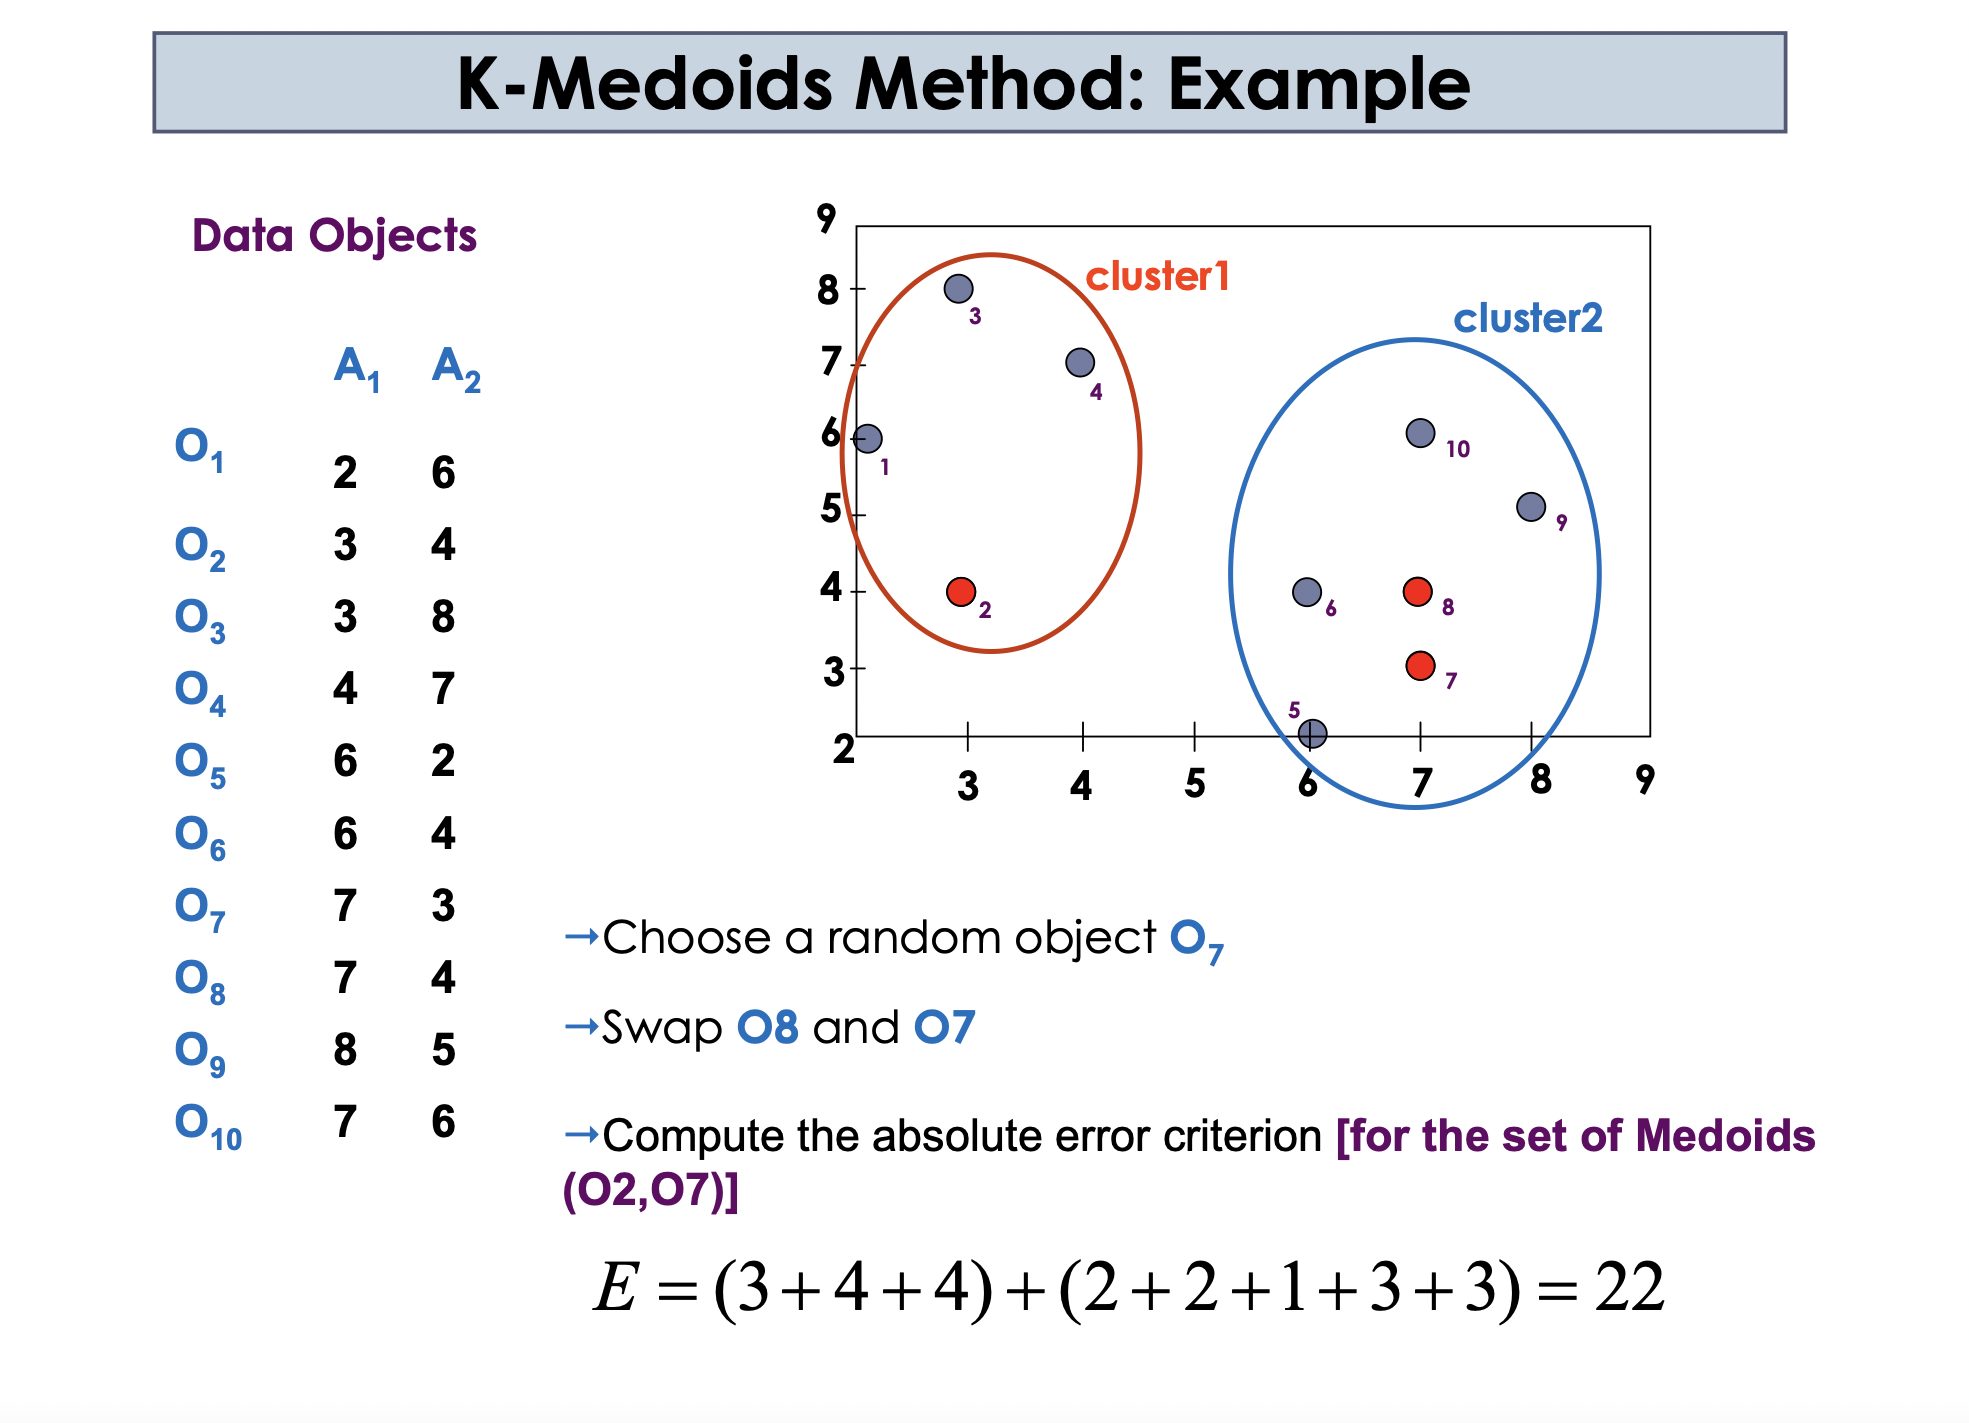 K-Medoids Method: Example
Data Objects
A1 A2
O1 2 6
O2 3 4
O3 3 8
O4 4 7
O5 6 2
O6 6 4
O7 7 3
O8 7 4
O9 8 5
O10 7 6
9
8
7
6
5
4
3
2
3 4 5 6 7 8 9
cluster1
cluster2
3
4
1
2
10
9
6
8
7
5
→Choose a random object O7
→Swap O8 and O7
→Compute the absolute error criterion [for the set of Medoids
(O2,O7)]
E = (3 + 4 + 4) + (2 + 2 + 1 + 3 + 3) = 22